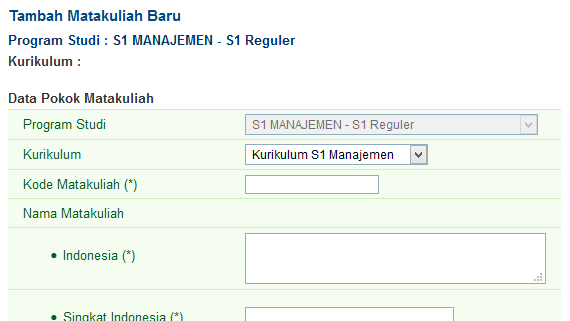 Tambah Matakuliah Baru
Program Studi : S1 MANAJEMEN - S1 Reguler
Kurikulum :
Data Pokok Matakuliah
Program Studi S1 MANAJEMEN - S1 Reguler
Kurikulum Kurikulum S1 Manajemen
Kode Matakuliah (*)
Nama Matakuliah
• Indonesia (*)
• Singkat Indonesia (*)